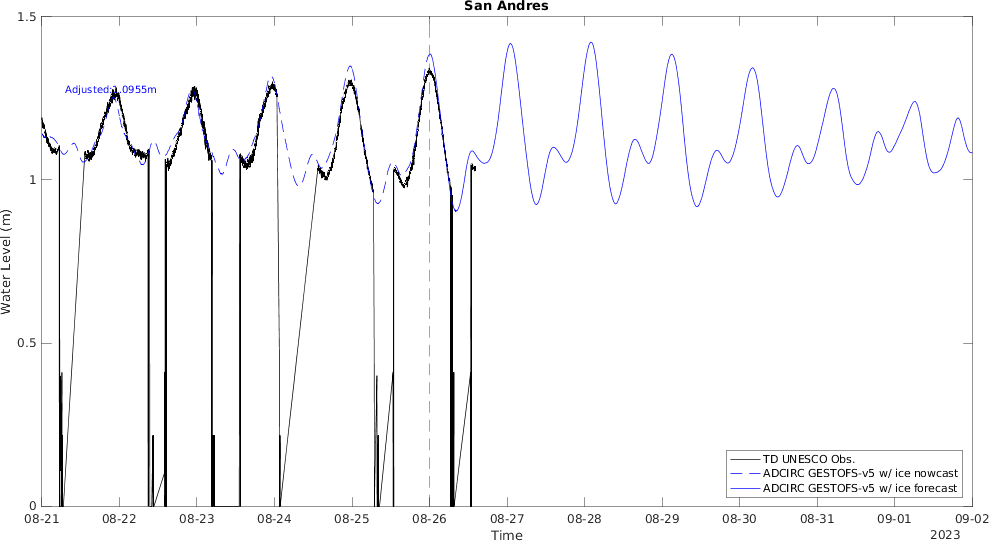 San Andres
1.5
Adjusted:1.0955m
1
Water Level (m)
0.5
0
TD UNESCO Obs.
ADCIRC GESTOFS-v5 w/ ice nowcast
ADCIRC GESTOFS-v5 w/ ice forecast
08-21 08-22 08-23 08-24 08-25 08-26 08-27 08-28 08-29 08-30 08-31 09-01 09-02
Time
2023